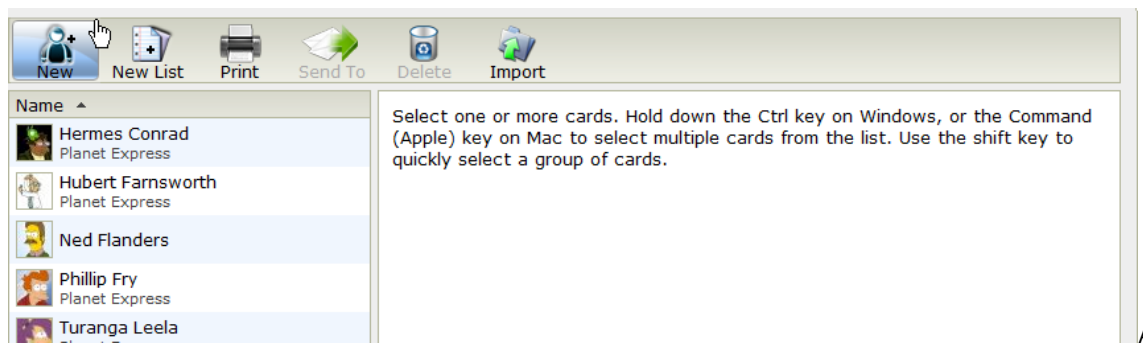 New New List Print Send To Delete Import
Name
Select one or more cards. Hold down the Ctrl key on Windows, or the Command
(Apple) key on Mac to select multiple cards from the list. Use the shift key to
quickly select a group of cards.
Hermes Conrad
Planet Express
Hubert Farnsworth
Planet Express
Ned Flanders
Phillip Fry
Planet Express
Turanga Leela